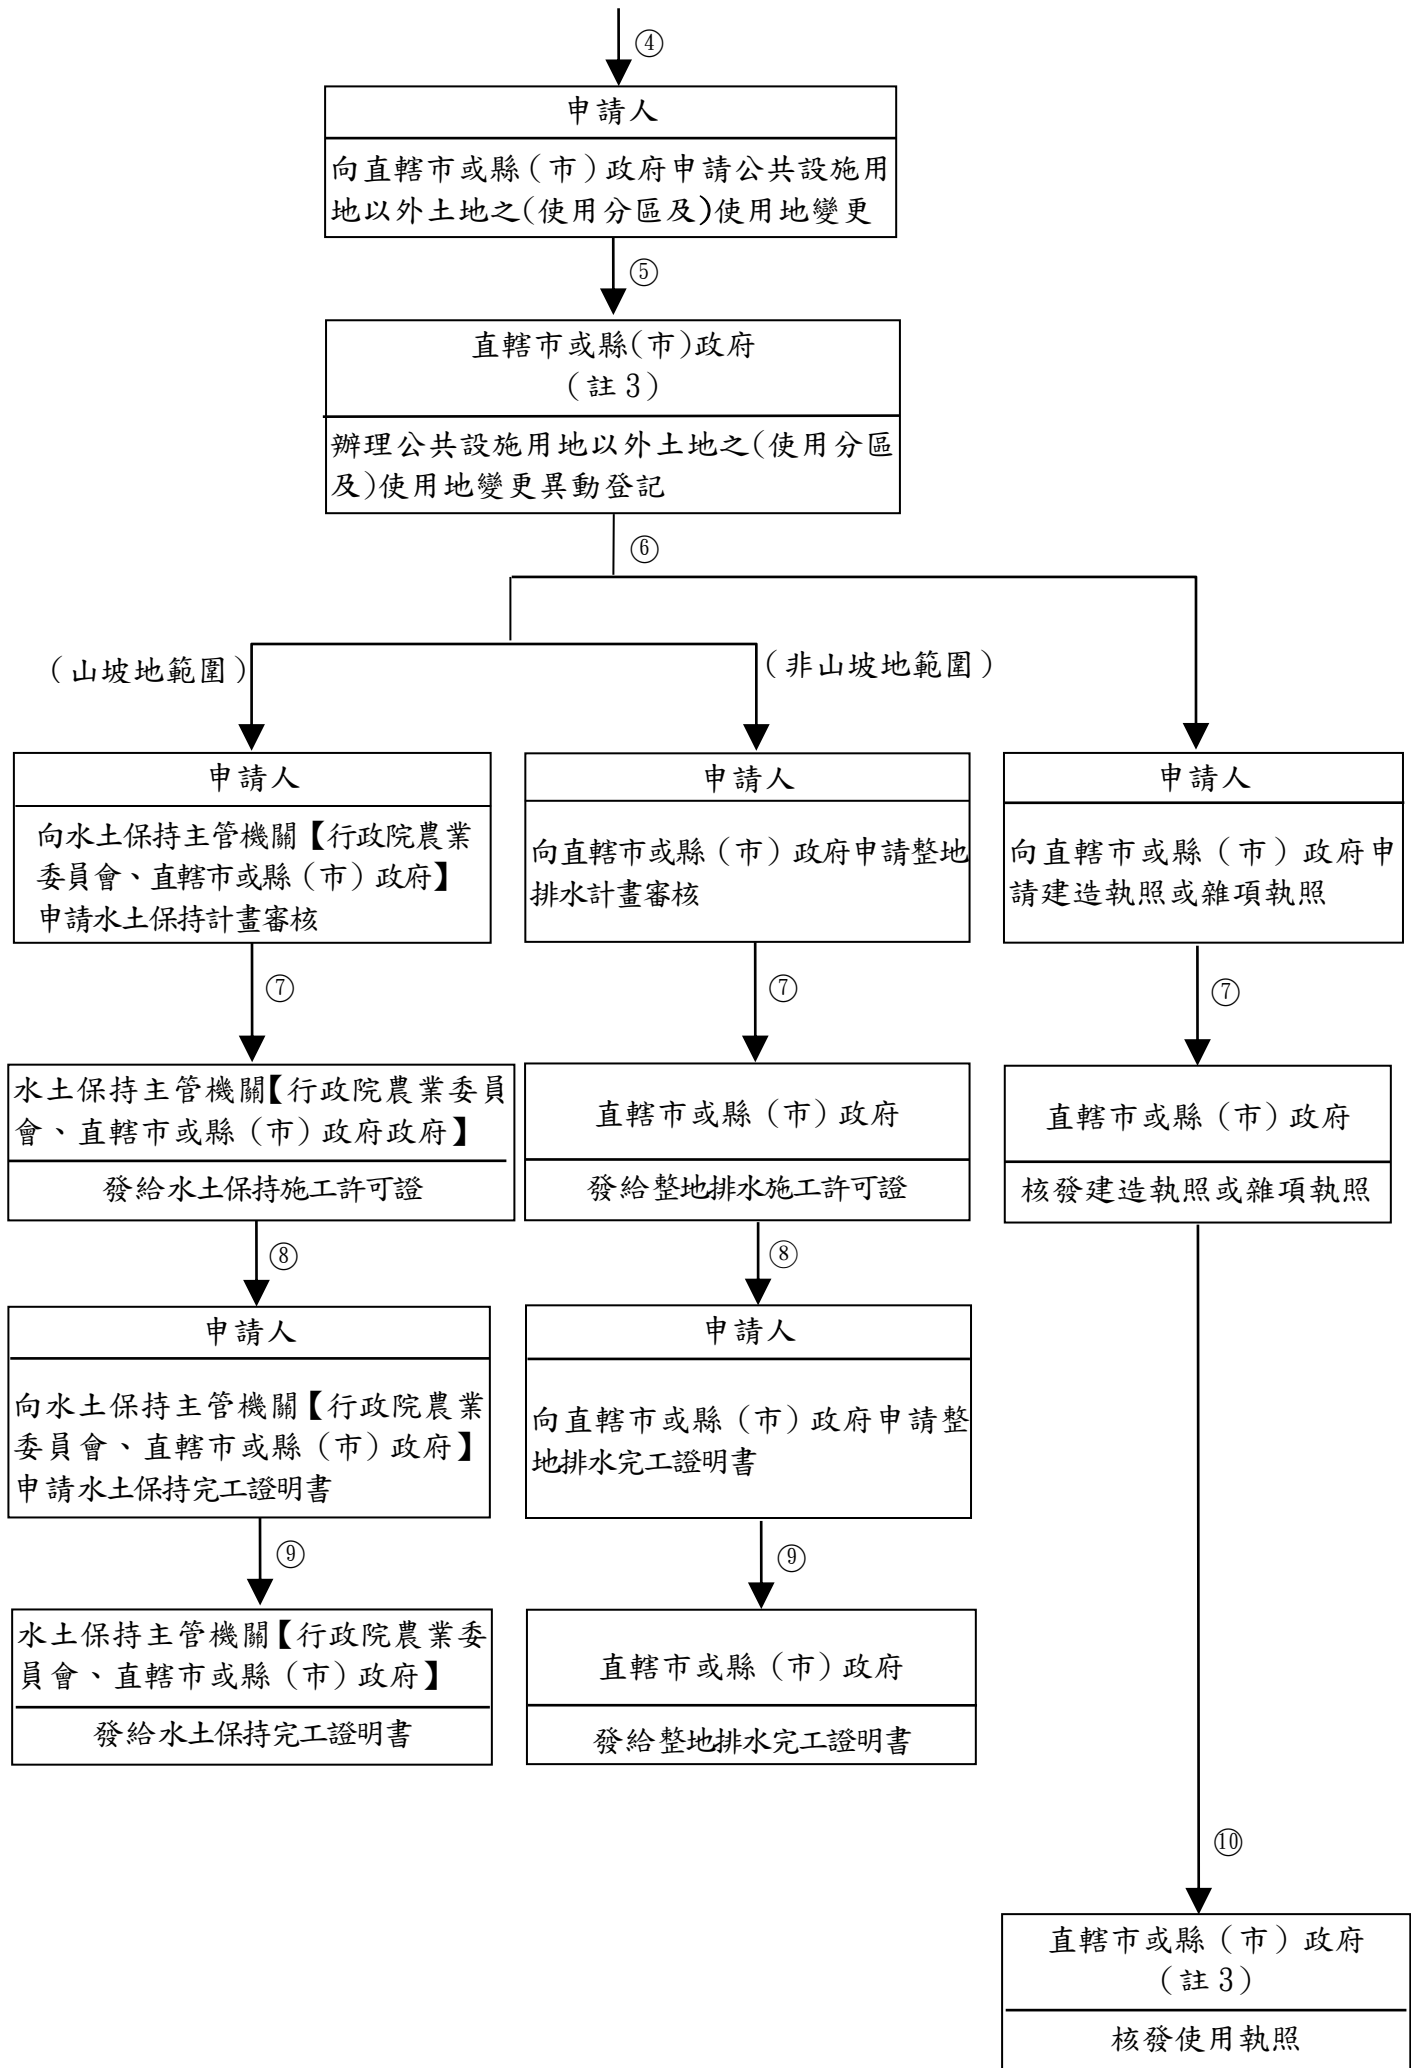 ④
申請人
向直轄市或縣（市）政府申請公共設施用
地以外土地之(使用分區及)使用地變更
⑤
直轄市或縣(市)政府
（註3）
辦理公共設施用地以外土地之(使用分區
及)使用地變更異動登記
⑥
（山坡地範圍）
（非山坡地範圍）
申請人
向水土保持主管機關【行政院農業
委員會、直轄市或縣（市）政府】
申請水土保持計畫審核
申請人
向直轄市或縣（市）政府申請整地
排水計畫審核
申請人
向直轄市或縣（市）政府申
請建造執照或雜項執照
⑦
⑦
⑦
水土保持主管機關【行政院農業委員
會、直轄市或縣（市）政府政府】
發給水土保持施工許可證
直轄市或縣（市）政府
發給整地排水施工許可證
直轄市或縣（市）政府
核發建造執照或雜項執照
⑧
⑧
申請人
向水土保持主管機關【行政院農業
委員會、直轄市或縣（市）政府】
申請水土保持完工證明書
申請人
向直轄市或縣（市）政府申請整
地排水完工證明書
⑨
⑨
水土保持主管機關【行政院農業委
員會、直轄市或縣（市）政府】
發給水土保持完工證明書
直轄市或縣（市）政府
發給整地排水完工證明書
⑩
直轄市或縣（市）政府
（註3）
核發使用執照